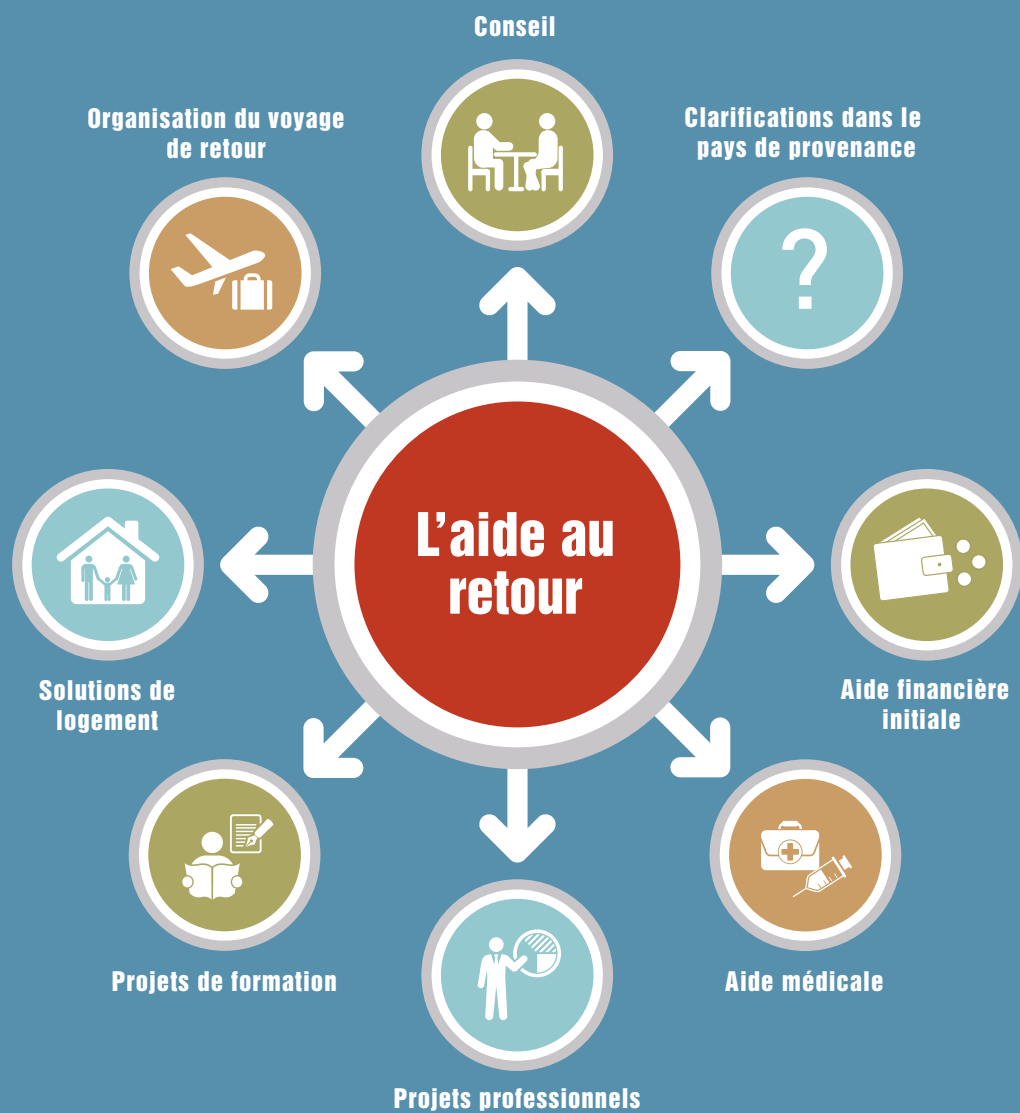 Conseil
Organisation du voyage
de retour
Clarifications dans le
pays de provenance
?
L’aide au
retour
Solutions de
logement
Aide financière
initiale
Projets de formation
Aide médicale
Projets professionnels